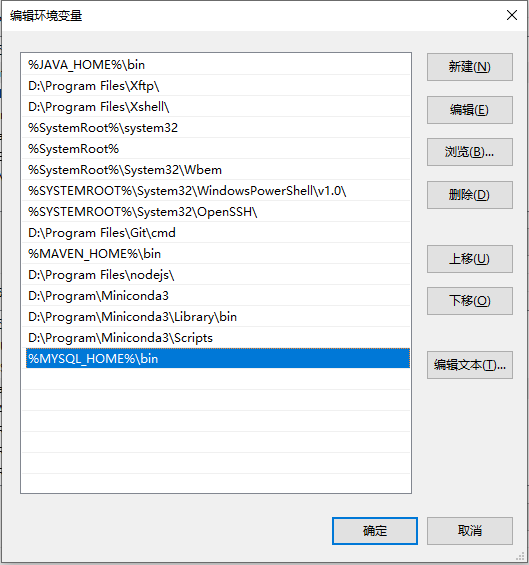 编辑环境变量
%JAVA_HOME%\bin
D:\Program Files\Xftp\
D:\Program Files\Xshell\
%SystemRoot%\system32
%SystemRoot%
%SystemRoot%\System32\Wbem
%SYSTEMROOT%\System32\WindowsPowerShell\v1.0\
%SYSTEMROOT%\System32\OpenSSH\
D:\Program Files\Git\cmd
%MAVEN_HOME%\bin
D:\Program Files\nodejs\
D:\Program\Miniconda3
D:\Program\Miniconda3\Library\bin
D:\Program\Miniconda3\Scripts
%MYSQL_HOME%\bin
新建(N)
编辑(E)
浏览(B)...
删除(D)
上移(U)
下移(O)
编辑文本(T)...
确定
取消